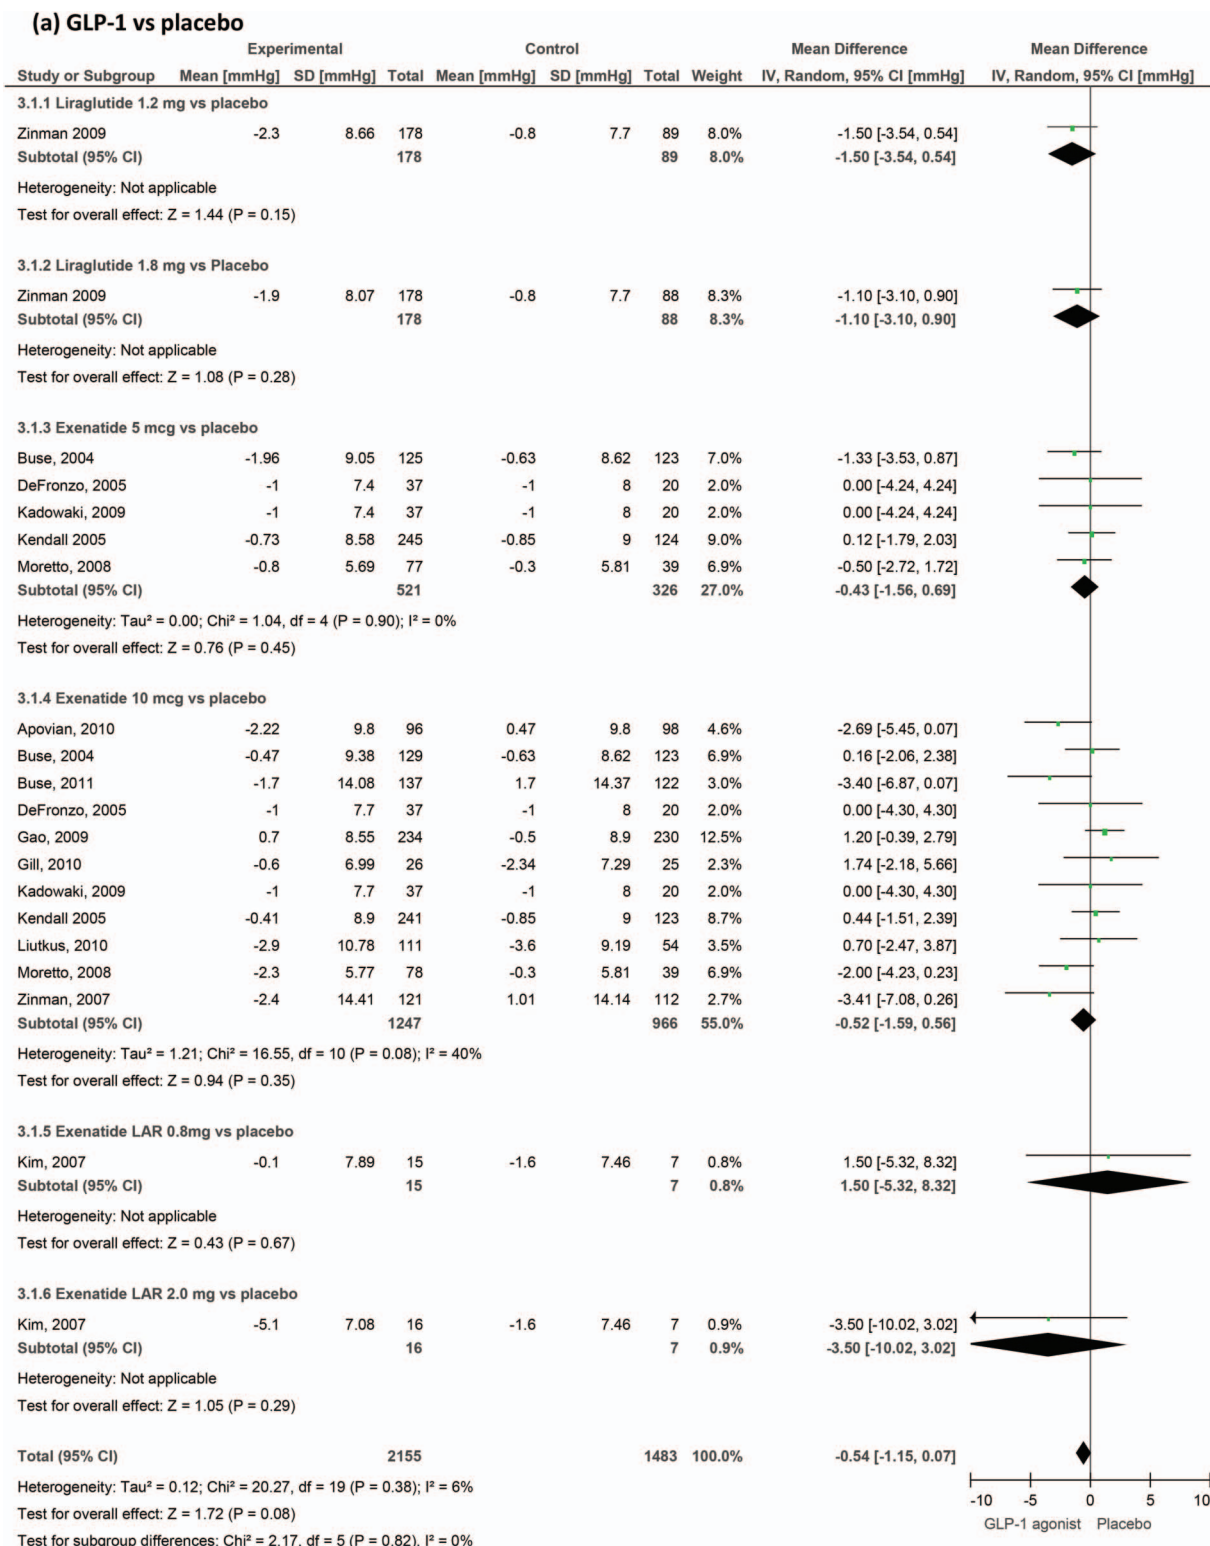 (a) GLP-1 vs placebo
Experimental Control Mean Difference Mean Difference
Study or Subgroup Mean [mmHg] SD [mmHg] Total Mean [mmHg] SD [mmHg] Total Weight IV, Random, 95% CI [mmHg] IV, Random, 95% CI [mmHg]
3.1.1 Liraglutide 1.2 mg vs placebo
Zinman 2009 -2.3 8.66 178 -0.8 7.7 89 8.0% -1.50 [-3.54, 0.54]
Subtotal (95% CI) 178 89 8.0% -1.50 [-3.54, 0.54]
Heterogeneity: Not applicable
Test for overall effect: Z = 1.44 (P = 0.15)
3.1.2 Liraglutide 1.8 mg vs Placebo
Zinman 2009 -1.9 8.07 178 -0.8 7.7 88 8.3% -1.10 [-3.10, 0.90]
Subtotal (95% CI) 178 88 8.3% -1.10 [-3.10, 0.90]
Heterogeneity: Not applicable
Test for overall effect: Z = 1.08 (P = 0.28)
3.1.3 Exenatide 5 mcg vs placebo
Buse, 2004 -1.96 9.05 125 -0.63 8.62 123 7.0% -1.33 [-3.53, 0.87]
DeFronzo, 2005 -1 7.4 37 -1 8 20 2.0% 0.00 [-4.24, 4.24]
Kadowaki, 2009 -1 7.4 37 -1 8 20 2.0% 0.00 [-4.24, 4.24]
Kendall 2005 -0.73 8.58 245 -0.85 9 124 9.0% 0.12 [-1.79, 2.03]
Moretto, 2008 -0.8 5.69 77 -0.3 5.81 39 6.9% -0.50 [-2.72, 1.72]
Subtotal (95% CI) 521 326 27.0% -0.43 [-1.56, 0.69]
Heterogeneity: Tau² = 0.00; Chi² = 1.04, df = 4 (P = 0.90); I² = 0%
Test for overall effect: Z = 0.76 (P = 0.45)
3.1.4 Exenatide 10 mcg vs placebo
Apovian, 2010 -2.22 9.8 96 0.47 9.8 98 4.6% -2.69 [-5.45, 0.07]
Buse, 2004 -0.47 9.38 129 -0.63 8.62 123 6.9% 0.16 [-2.06, 2.38]
Buse, 2011 -1.7 14.08 137 1.7 14.37 122 3.0% -3.40 [-6.87, 0.07]
DeFronzo, 2005 -1 7.7 37 -1 8 20 2.0% 0.00 [-4.30, 4.30]
Gao, 2009 0.7 8.55 234 -0.5 8.9 230 12.5% 1.20 [-0.39, 2.79]
Gill, 2010 -0.6 6.99 26 -2.34 7.29 25 2.3% 1.74 [-2.18, 5.66]
Kadowaki, 2009 -1 7.7 37 -1 8 20 2.0% 0.00 [-4.30, 4.30]
Kendall 2005 -0.41 8.9 241 -0.85 9 123 8.7% 0.44 [-1.51, 2.39]
Liutkus, 2010 -2.9 10.78 111 -3.6 9.19 54 3.5% 0.70 [-2.47, 3.87]
Moretto, 2008 -2.3 5.77 78 -0.3 5.81 39 6.9% -2.00 [-4.23, 0.23]
Zinman, 2007 -2.4 14.41 121 1.01 14.14 112 2.7% -3.41 [-7.08, 0.26]
Subtotal (95% CI) 1247 966 55.0% -0.52 [-1.59, 0.56]
Heterogeneity: Tau² = 1.21; Chi² = 16.55, df = 10 (P = 0.08); I² = 40%
Test for overall effect: Z = 0.94 (P = 0.35)
3.1.5 Exenatide LAR 0.8mg vs placebo
Kim, 2007 -0.1 7.89 15 -1.6 7.46 7 0.8% 1.50 [-5.32, 8.32]
Subtotal (95% CI) 15 7 0.8% 1.50 [-5.32, 8.32]
Heterogeneity: Not applicable
Test for overall effect: Z = 0.43 (P = 0.67)
3.1.6 Exenatide LAR 2.0 mg vs placebo
Kim, 2007 -5.1 7.08 16 -1.6 7.46 7 0.9% -3.50 [-10.02, 3.02]
Subtotal (95% CI) 16 7 0.9% -3.50 [-10.02, 3.02]
Heterogeneity: Not applicable
Test for overall effect: Z = 1.05 (P = 0.29)
Total (95% CI) 2155 1483 100.0% -0.54 [-1.15, 0.07]
Heterogeneity: Tau² = 0.12; Chi² = 20.27, df = 19 (P = 0.38); I² = 6%
Test for overall effect: Z = 1.72 (P = 0.08)
Test for subgroup differences: Chi² = 2.17, df = 5 (P = 0.82), I² = 0%
-10 -5 0 5 10
GLP-1 agonist Placebo